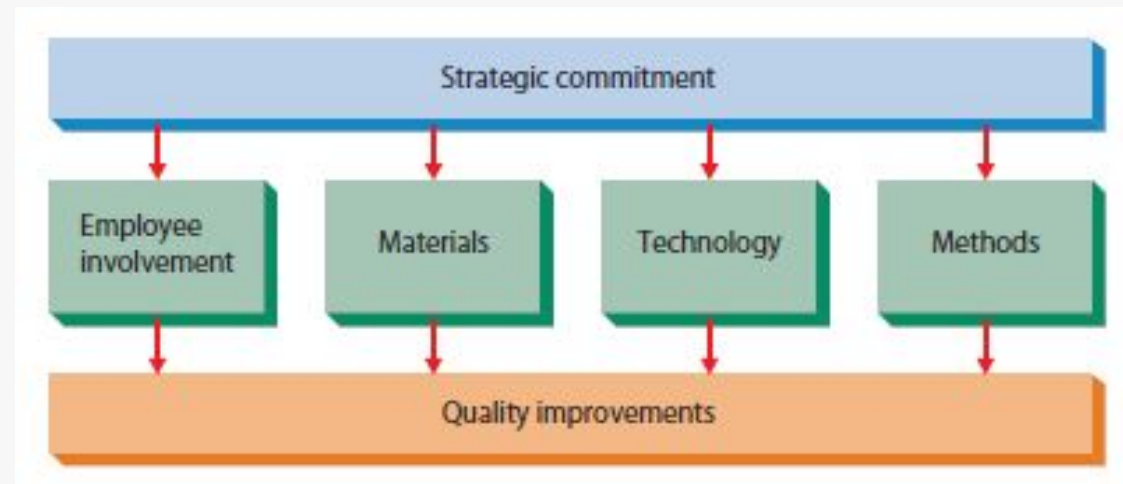 Strategic commitment
Employee
involvement
Materials
Technology
Methods
Quality improvements